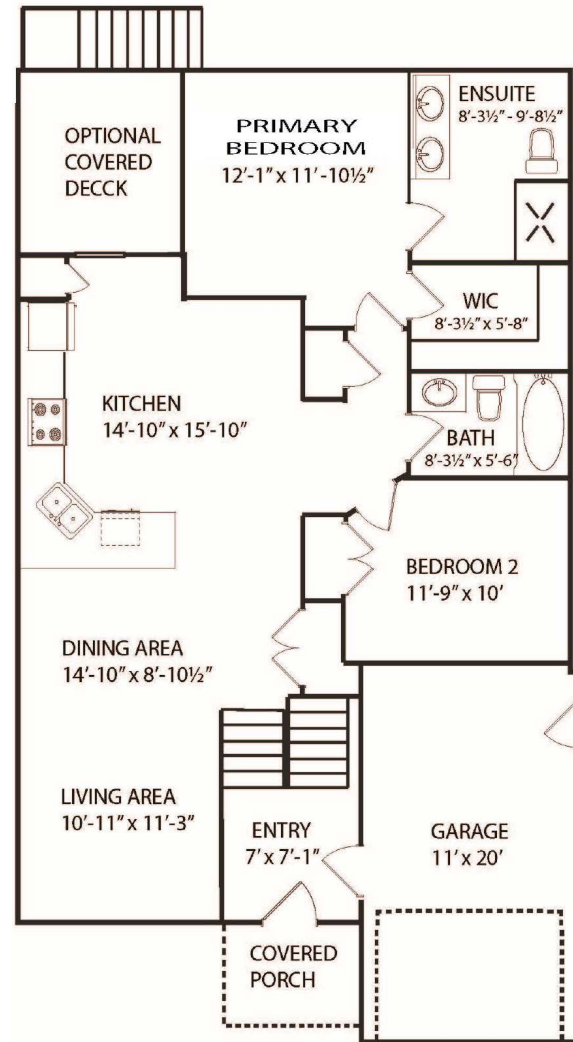 OPTIONAL
COVERED
DECCK
PRIMARY
BEDROOM
12'-1" x 11'-10½"
ENSUITE
8'-3½" - 9'-8½"
WIC
8'-3½" x 5'-8"
KITCHEN
14'-10" x 15'-10"
BATH
8'-3½" x 5'-6"
BEDROOM 2
11'-9" x 10'
DINING AREA
14'-10" x 8'-10½"
LIVING AREA
10'-11" x 11'-3"
ENTRY
7' x 7'-1"
GARAGE
11' x 20'
COVERED
PORCH